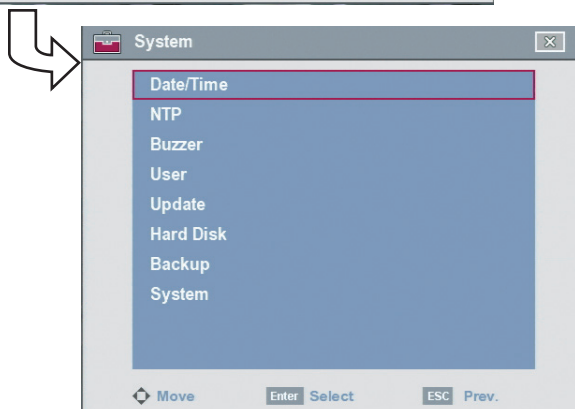 System
Date/Time
NTP
Buzzer
User
Update
Hard Disk
Backup
System
Move Enter Select ESC Prev.